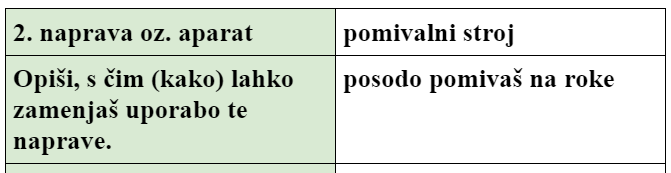 2. naprava oz. aparat
pomivalni stroj
Opiši, s čim (kako) lahko
zamenjaš uporabo te
naprave.
posodo pomivaš na roke